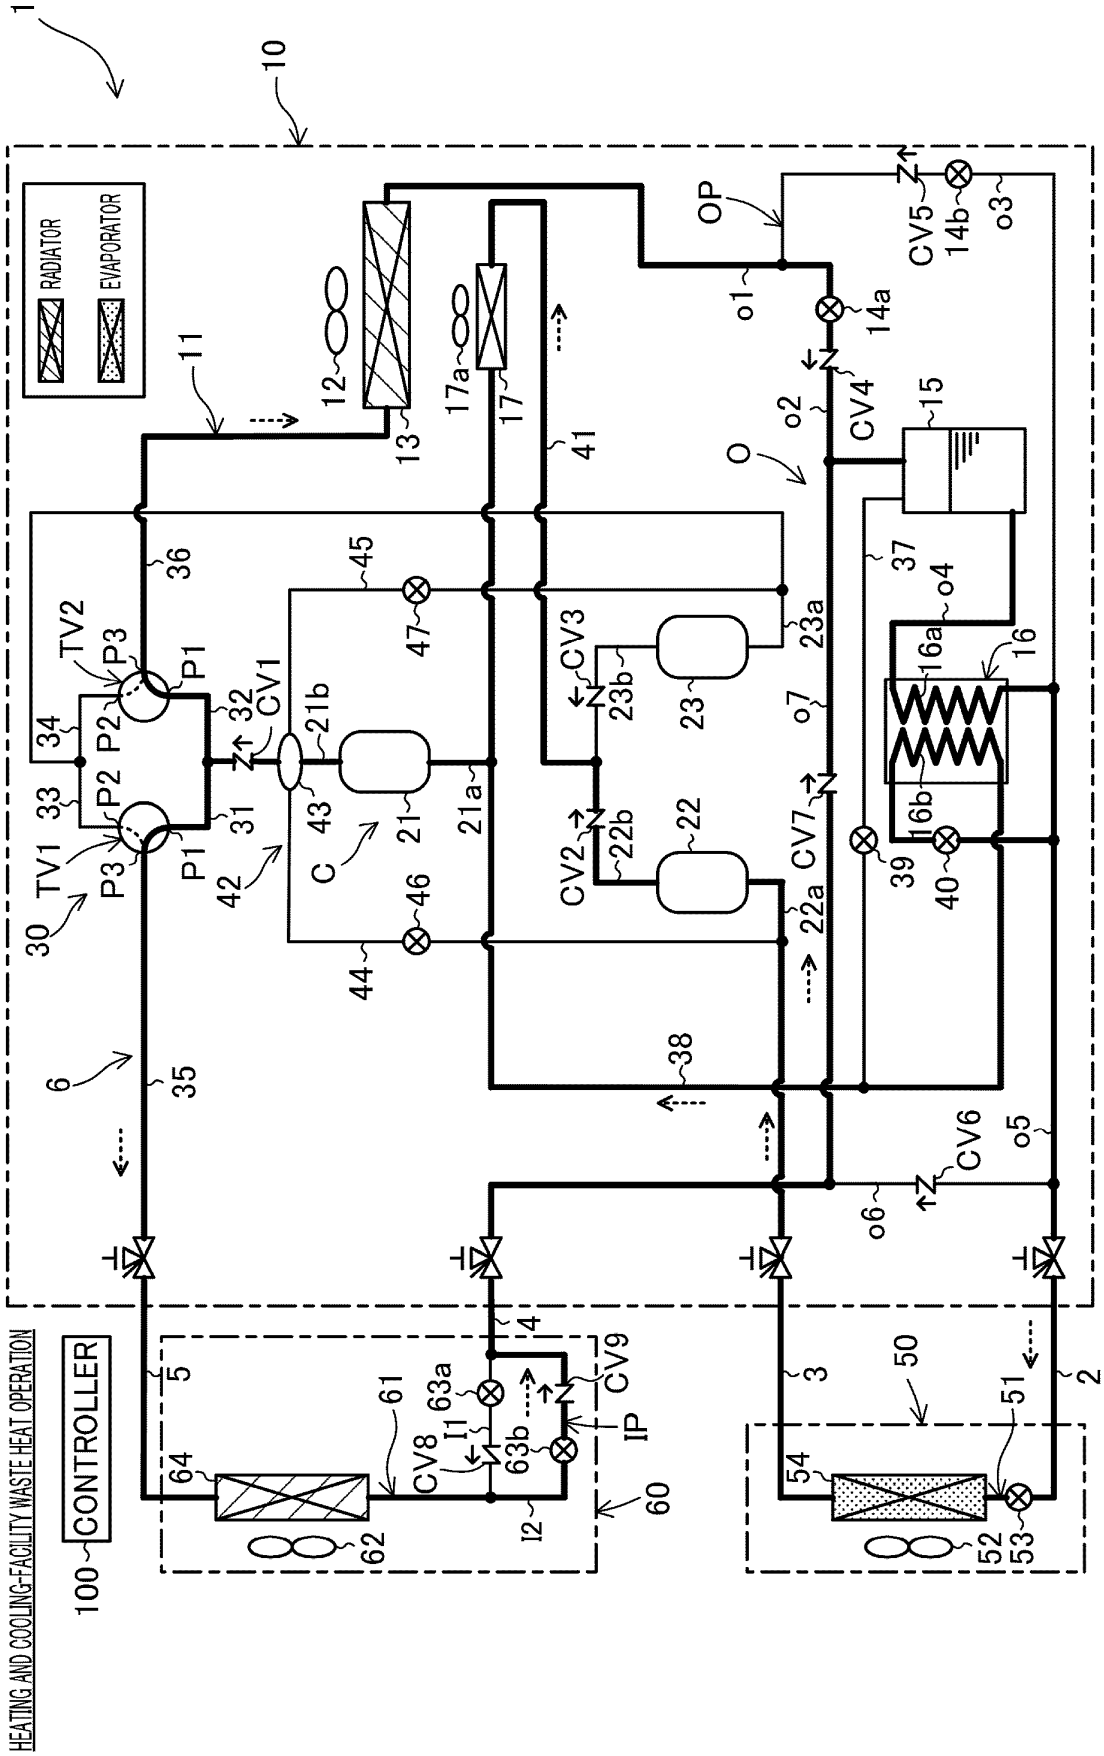 HEATING AND COOLING-FACILITY WASTE HEAT OPERATION
1
10
100
CONTROLLER
RADIATOR
EVAPORATOR
11
12
13
17a
17
41
36
TV2
P3
P1
34
P2
32
CV1
33
P2
TV1
P3
P1
31
30
6
35
5
42
43
21b
21
21a
C
44
46
45
47
CV3
23b
23
23a
CV2
22b
22
22a
OP
o1
14a
CV5
14b
o3
o2
CV4
O
15
37
o7
CV7
o4
16a
16
16b
39
40
38
o5
CV6
o6
4
3
2
64
61
62
CV8
I1
63a
63b
CV9
IP
I2
60
50
51
52
53
54